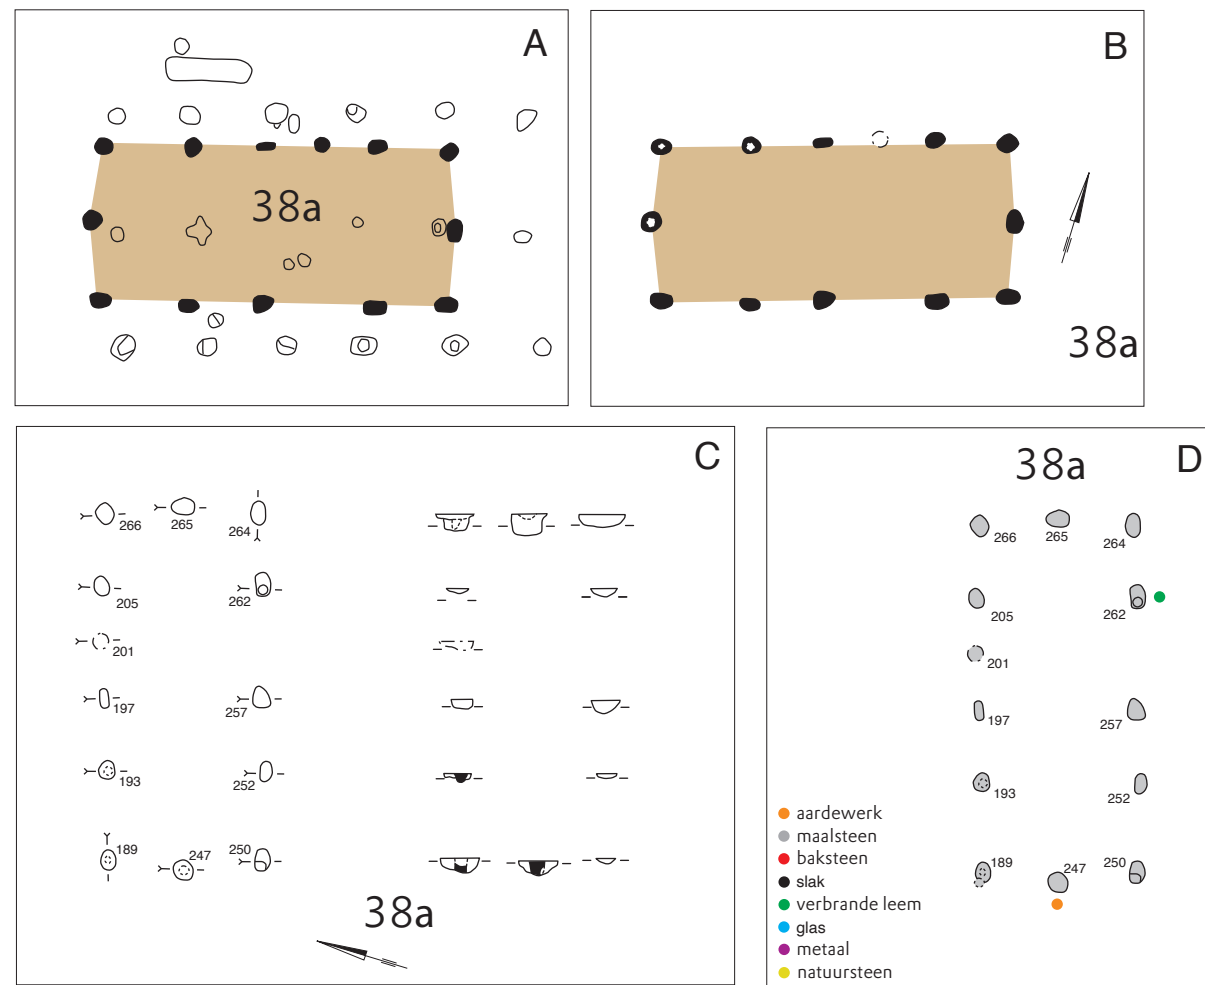 A
38a
B
38a
C
266
265
264
205
262
201
197
257
193
252
189
247
250
38a
D
38a
266
265
264
205
262
201
197
257
193
252
189
247
250
aardewerk
maalsteen
baksteen
slak
verbrande leem
glas
metaal
natuursteen